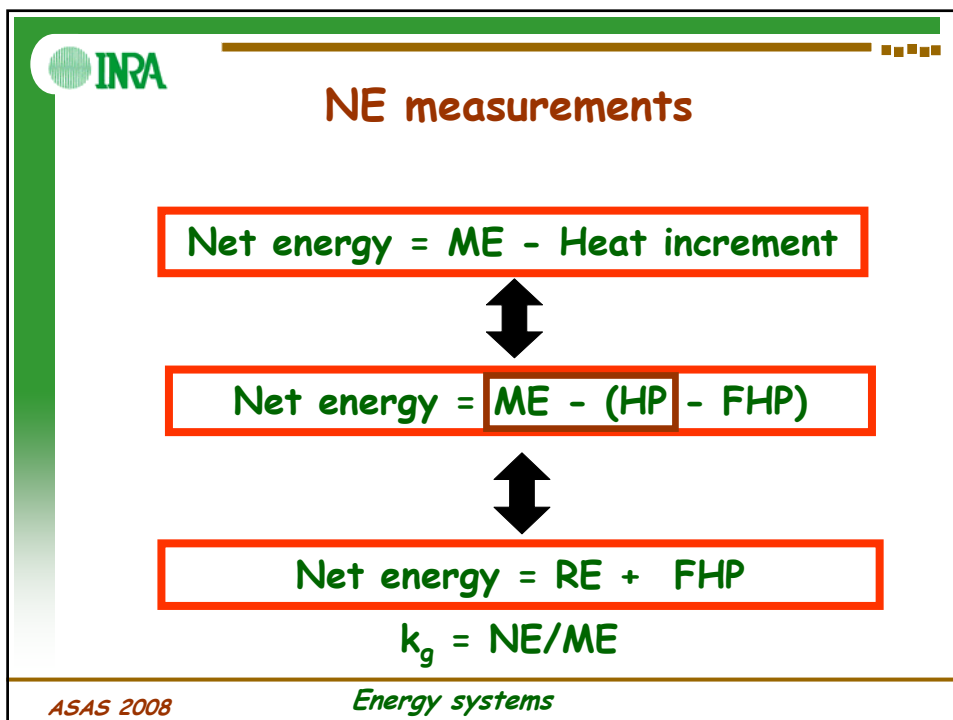 INRA
NE measurements
Net energy = ME - Heat increment
Net energy = ME - (HP - FHP)
Net energy = RE + FHP
kg = NE/ME
ASAS 2008
Energy systems